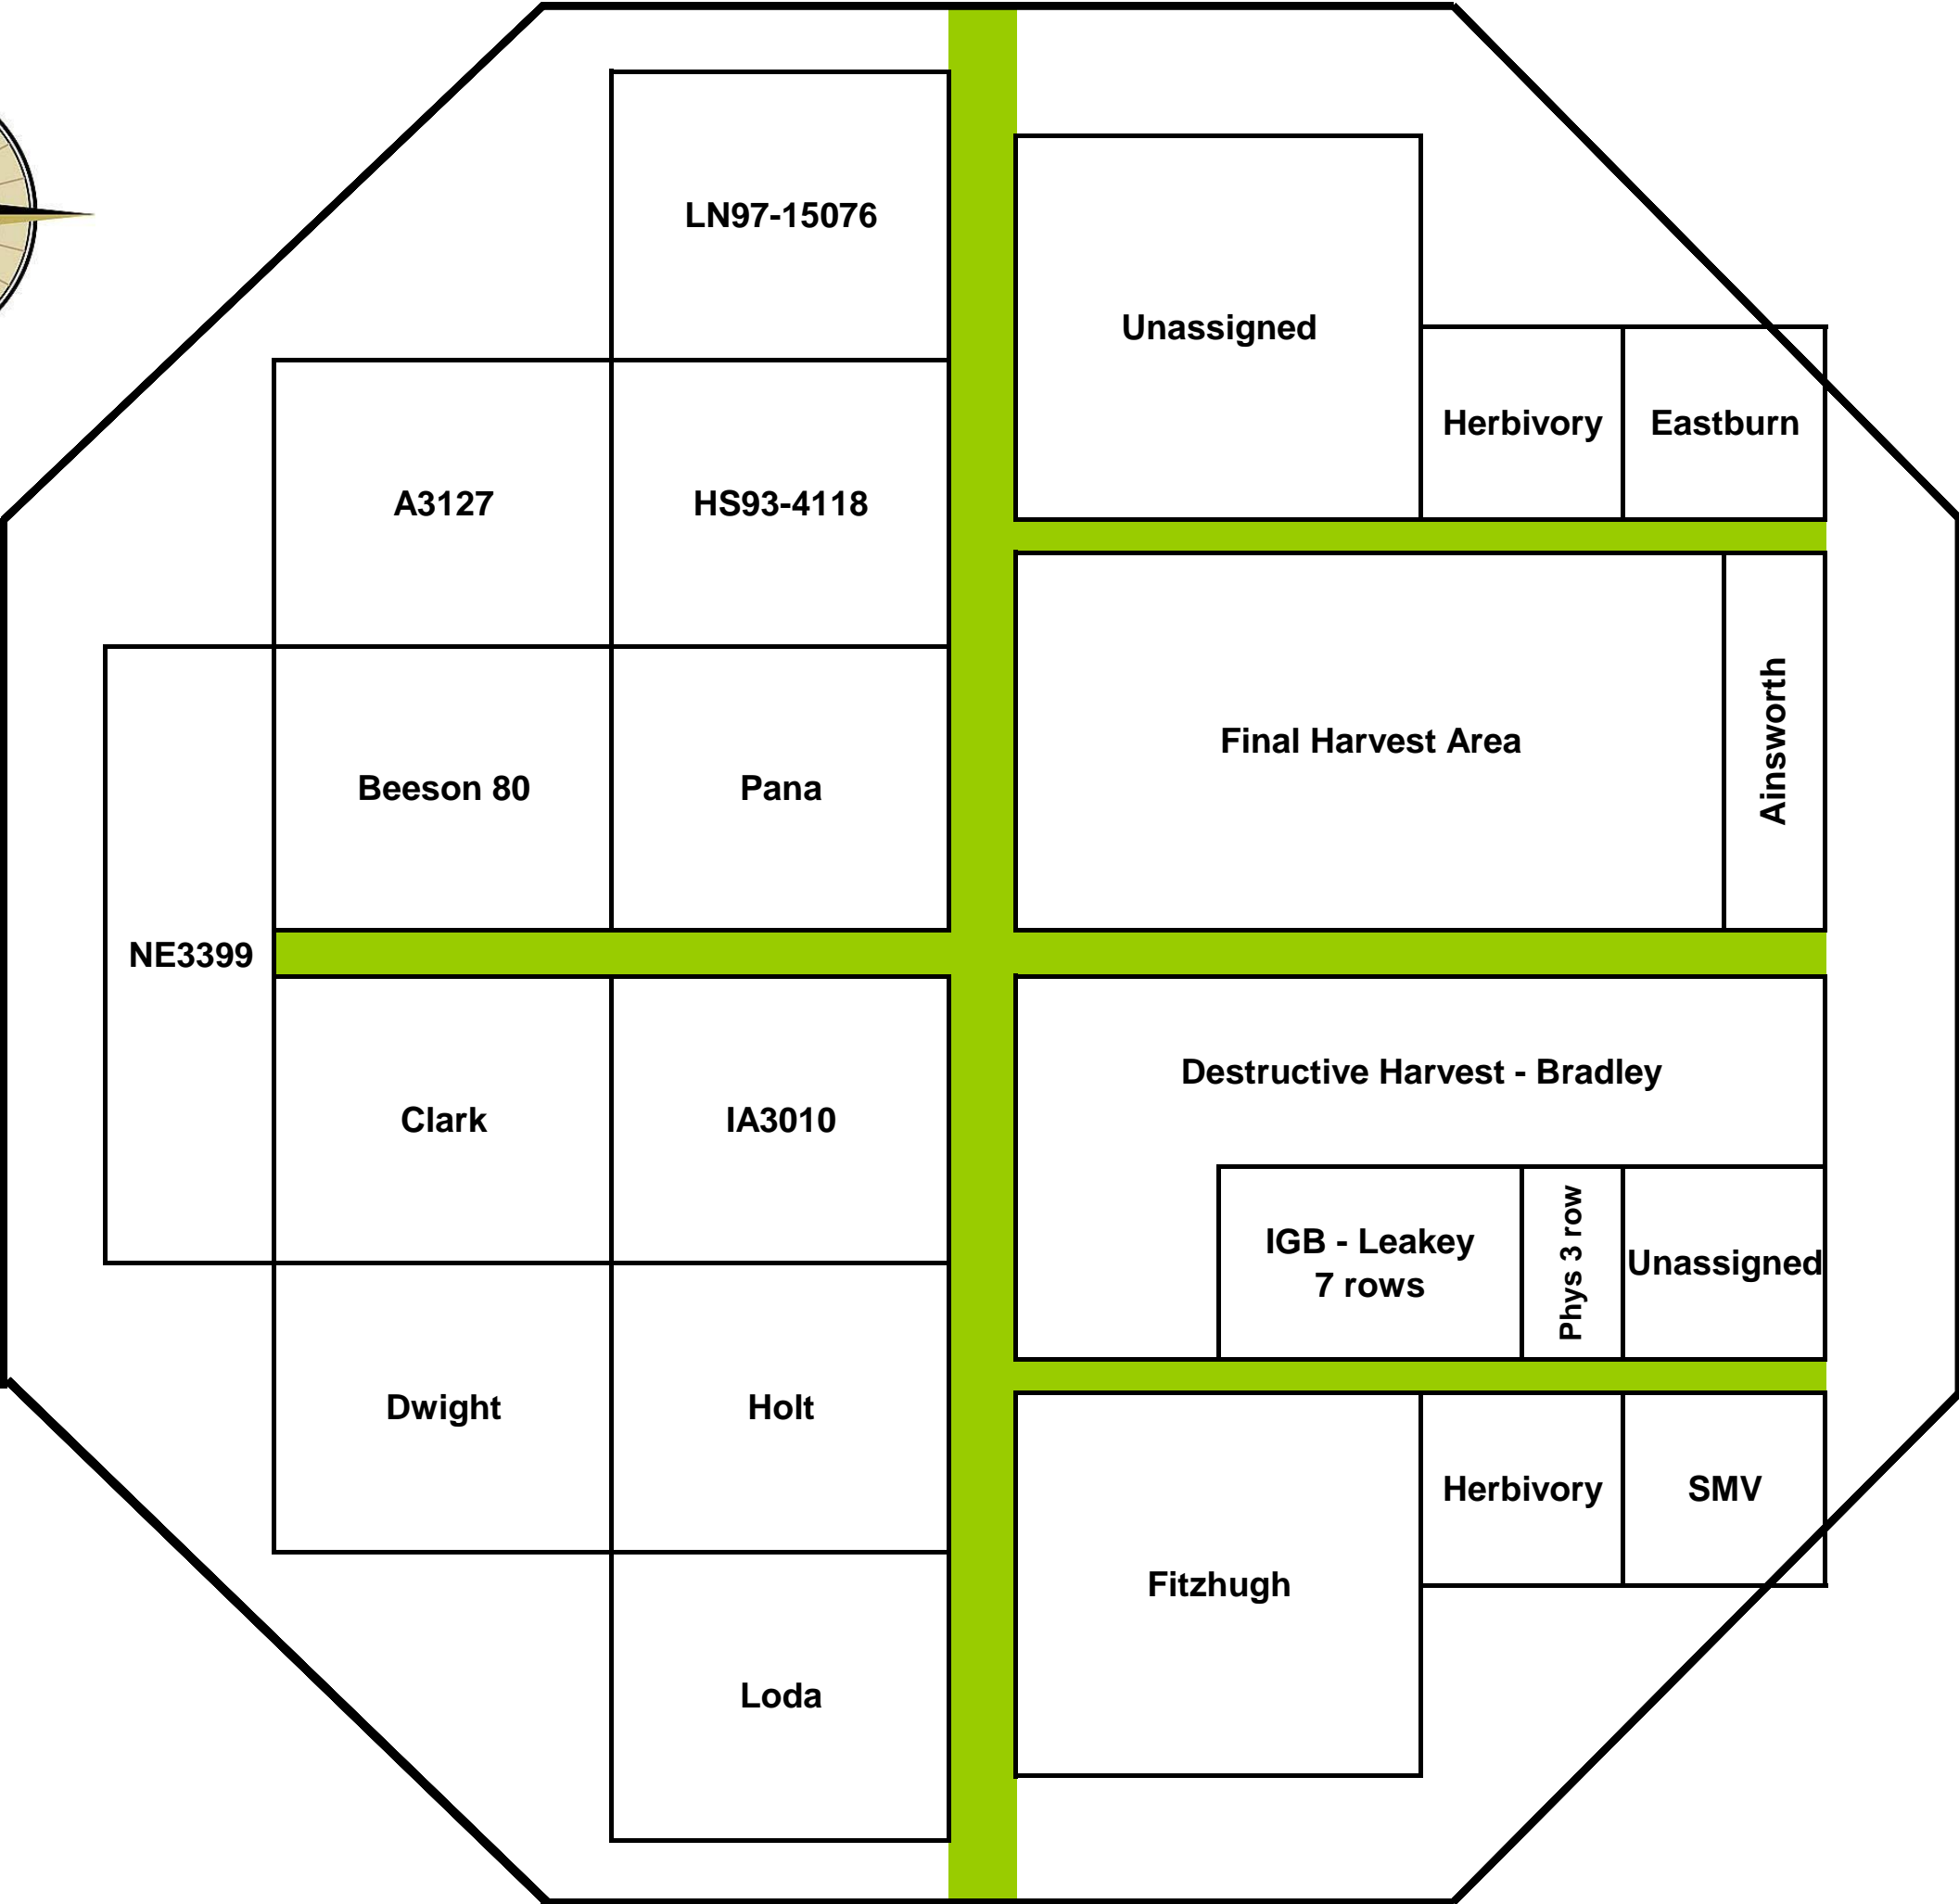 LN97-15076
Unassigned
Herbivory
Eastburn
A3127
HS93-4118
Final Harvest Area
Ainsworth
Beeson 80
Pana
NE3399
Destructive Harvest - Bradley
Clark
IA3010
IGB - Leakey
7 rows
Phys 3 row
Unassigned
Dwight
Holt
Herbivory
SMV
Fitzhugh
Loda